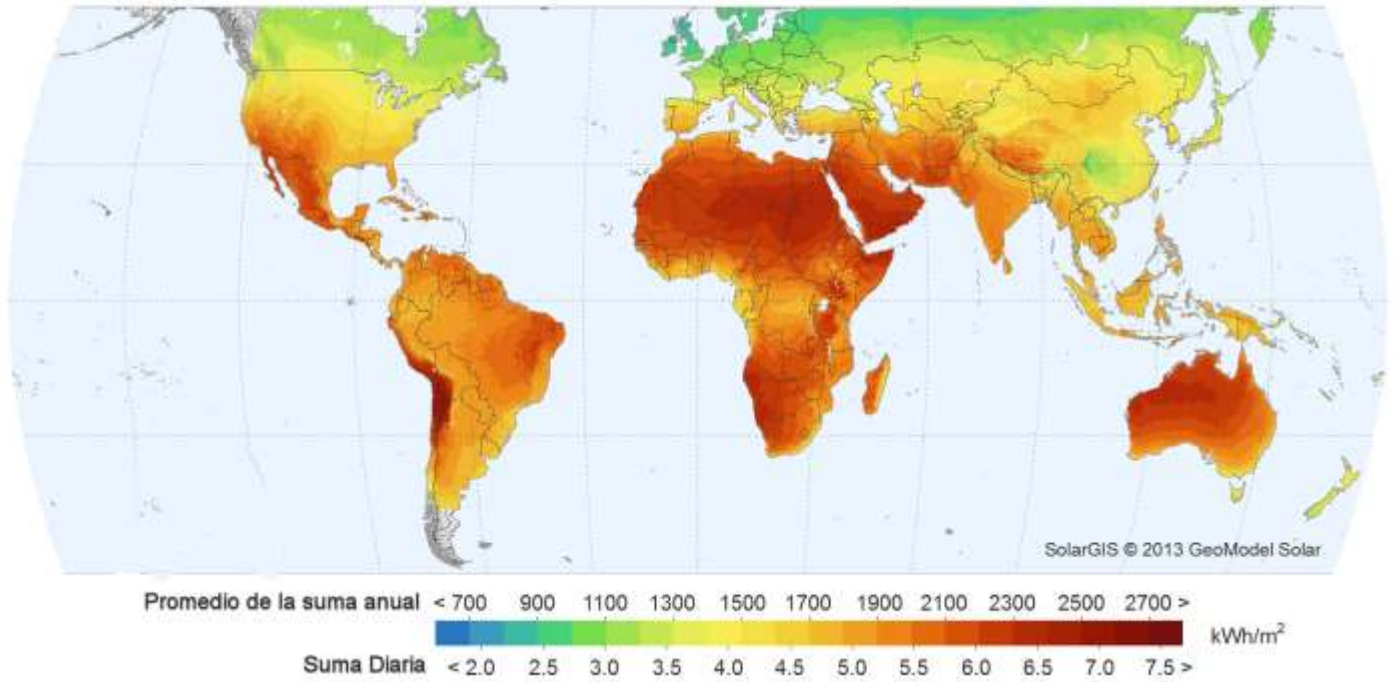 SolarGIS © 2013 GeoModel Solar
Promedio de la suma anual < 700 900 1100 1300 1500 1700 1900 2100 2300 2500 2700 >
kWh/m²
Suma Diaria < 2.0 2.5 3.0 3.5 4.0 4.5 5.0 5.5 6.0 6.5 7.0 7.5 >